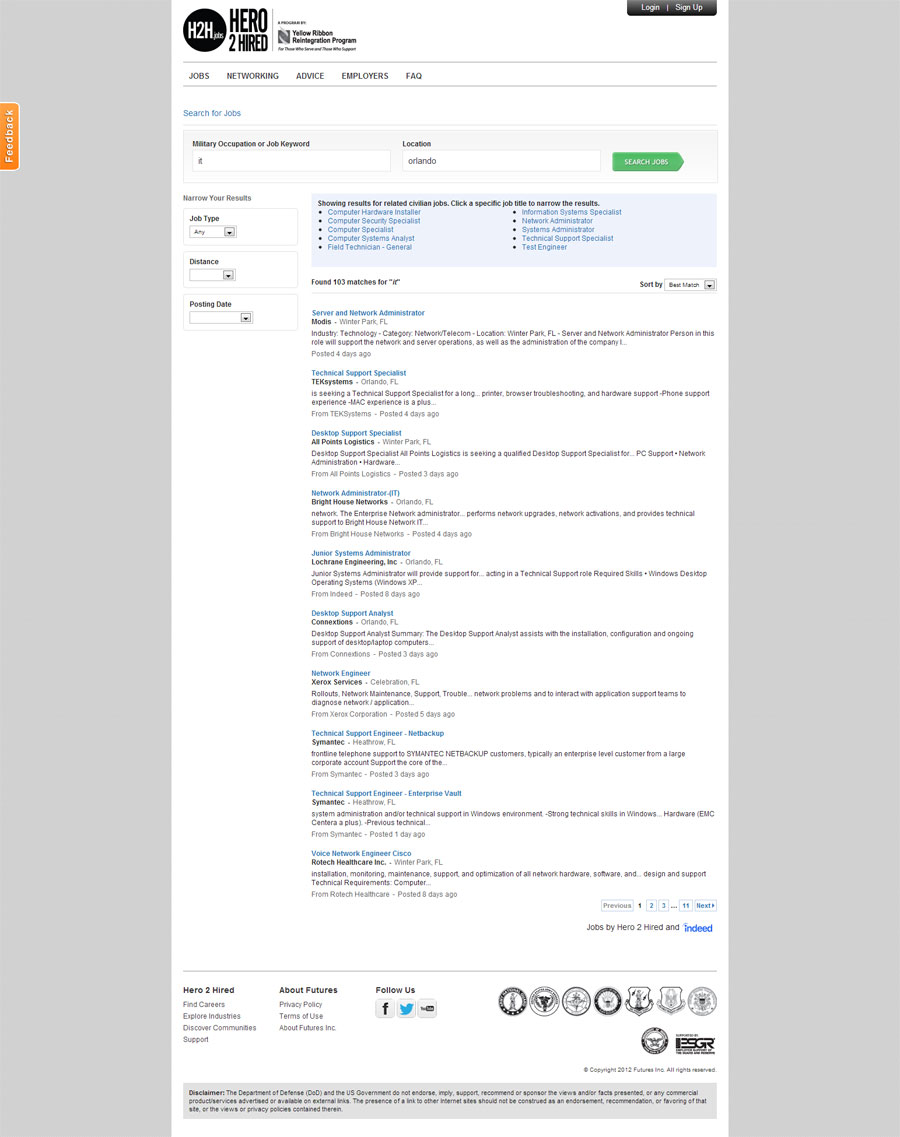 Login | Sign Up
H2H jobs
HERO
2 HIRED
A PROGRAM BY:
Yellow Ribbon
Reintegration Program
For Those Who Serve and Those Who Support
JOBS NETWORKING ADVICE EMPLOYERS FAQ
Feedback
Search for Jobs
Military Occupation or Job Keyword Location
it orlando SEARCH JOBS
Narrow Your Results
Job Type
Any
Distance
Posting Date
Showing results for related civilian jobs. Click a specific job title to narrow the results.
• Computer Hardware Installer
• Computer Security Specialist
• Computer Specialist
• Computer Systems Analyst
• Field Technician - General
• Information Systems Specialist
• Network Administrator
• Systems Administrator
• Technical Support Specialist
• Test Engineer
Found 103 matches for "it" Sort by Best Match
Server and Network Administrator
Modis - Winter Park, FL
Industry: Technology - Category: Network/Telecom - Location: Winter Park, FL - Server and Network Administrator Person in this
role will support the network and server operations, as well as the administration of the company I...
Posted 4 days ago
Technical Support Specialist
TEKsystems - Orlando, FL
is seeking a Technical Support Specialist for a long... printer, browser troubleshooting, and hardware support -Phone support
experience -MAC experience is a plus...
From TEKSystems - Posted 4 days ago
Desktop Support Specialist
All Points Logistics - Winter Park, FL
Desktop Support Specialist All Points Logistics is seeking a qualified Desktop Support Specialist for... PC Support • Network
Administration • Hardware...
From All Points Logistics - Posted 3 days ago
Network Administrator-(IT)
Bright House Networks - Orlando, FL
network. The Enterprise Network administrator... performs network upgrades, network activations, and provides technical
support to Bright House Network IT...
From Bright House Networks - Posted 4 days ago
Junior Systems Administrator
Lochrane Engineering, Inc - Orlando, FL
Junior Systems Administrator will provide support for... acting in a Technical Support role Required Skills • Windows Desktop
Operating Systems (Windows XP...
From Indeed - Posted 8 days ago
Desktop Support Analyst
Connextions - Orlando, FL
Desktop Support Analyst Summary: The Desktop Support Analyst assists with the installation, configuration and ongoing
support of desktop/laptop computers...
From Connextions - Posted 3 days ago
Network Engineer
Xerox Services - Celebration, FL
Rollouts, Network Maintenance, Support, Trouble... network problems and to interact with application support teams to
diagnose network / application...
From Xerox Corporation - Posted 5 days ago
Technical Support Engineer - Netbackup
Symantec - Heathrow, FL
frontline telephone support to SYMANTEC NETBACKUP customers, typically an enterprise level customer from a large
corporate account Support the core of the...
From Symantec - Posted 3 days ago
Technical Support Engineer - Enterprise Vault
Symantec - Heathrow, FL
system administration and/or technical support in Windows environment. -Strong technical skills in Windows... Hardware (EMC
Centera a plus). -Previous technical...
From Symantec - Posted 1 day ago
Voice Network Engineer Cisco
Rotech Healthcare Inc. - Winter Park, FL
installation, monitoring, maintenance, support, and optimization of all network hardware, software, and... design and support
Technical Requirements: Computer...
From Rotech Healthcare - Posted 8 days ago
Previous 1 2 3 ... 11 Next
Jobs by Hero 2 Hired and indeed
Hero 2 Hired
Find Careers
Explore Industries
Discover Communities
Support
About Futures
Privacy Policy
Terms of Use
About Futures Inc.
Follow Us
f
You Tube
SUPPORTED BY
ESGR
EMPLOYER SUPPORT OF
THE GUARD AND RESERVE
© Copyright 2012 Futures Inc. All rights reserved.
Disclaimer: The Department of Defense (DoD) and the US Government do not endorse, imply, support, recommend or sponsor the views and/or facts presented, or any commercial
product/services advertised or available on external links. The presence of a link to other internet sites should not be construed as an endorsement, recommendation, or favoring of that
site, or the views or privacy policies contained therein.